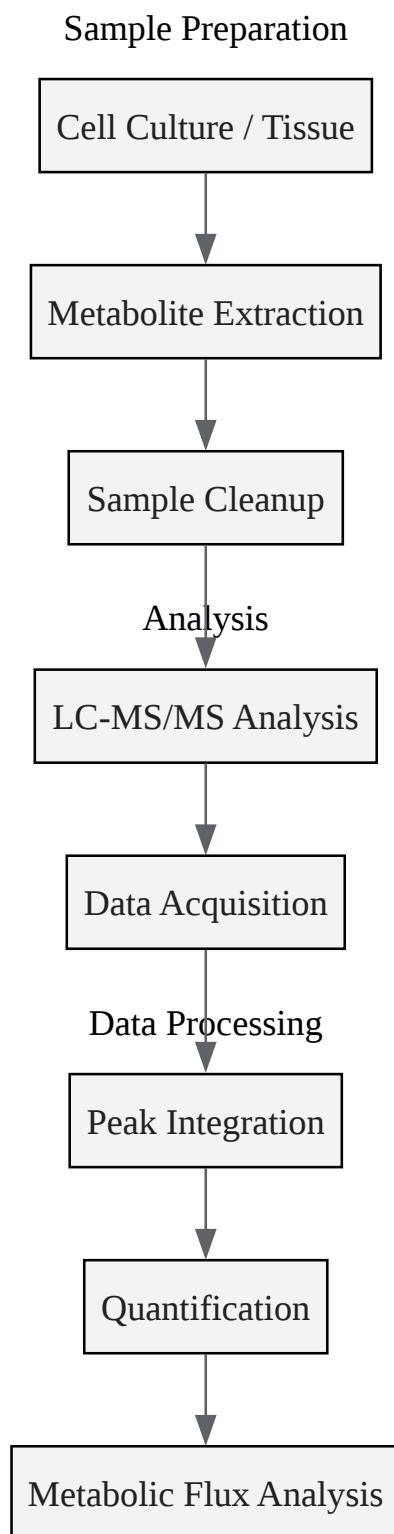 Sample Preparation
Cell Culture / Tissue
Metabolite Extraction
Sample Cleanup
Analysis
LC-MS/MS Analysis
Data Acquisition
Data Processing
Peak Integration
Quantification
Metabolic Flux Analysis